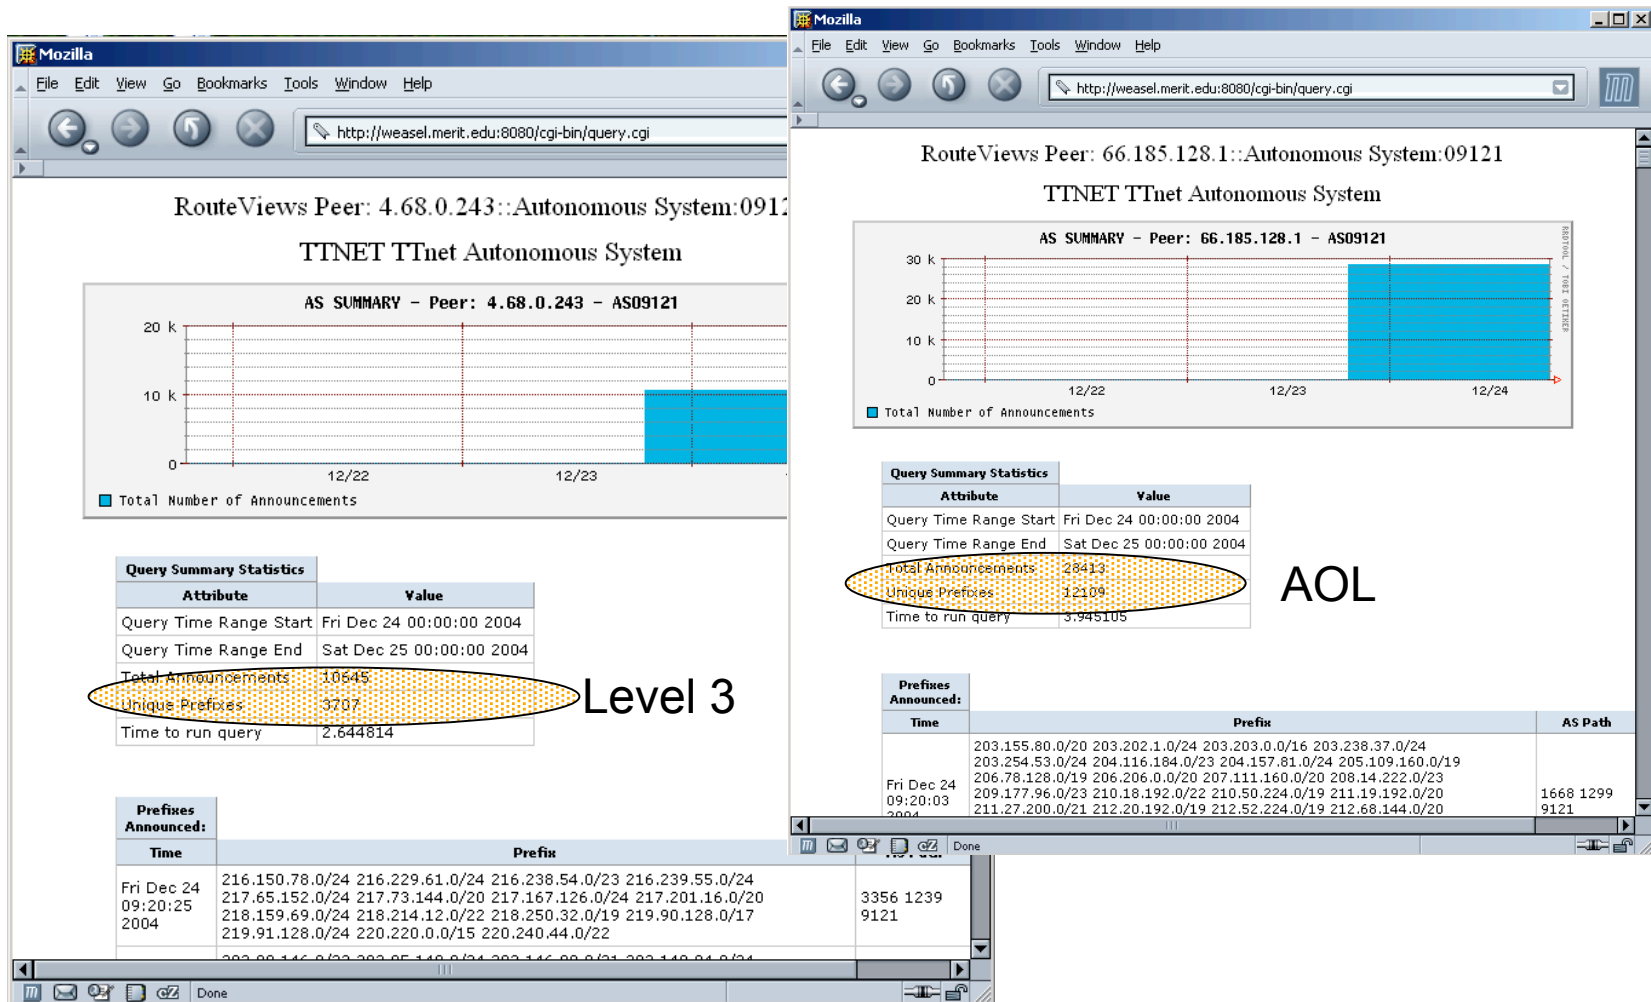 Mozilla
File Edit View Go Bookmarks Tools Window Help
http://weasel.merit.edu:8080/cgi-bin/query.cgi
RouteViews Peer: 4.68.0.243::Autonomous System:0912
TTNET TTnet Autonomous System
AS SUMMARY - Peer: 4.68.0.243 - AS09121
20 k
10 k
0
12/22 12/23
Total Number of Announcements
Query Summary Statistics
Attribute Value
Query Time Range Start Fri Dec 24 00:00:00 2004
Query Time Range End Sat Dec 25 00:00:00 2004
Total Announcements 10645
Unique Prefixes 3707
Time to run query 2.644814
Level 3
Prefixes
Announced:
Time Prefix
Fri Dec 24
09:20:25
2004
216.150.78.0/24 216.229.61.0/24 216.238.54.0/23 216.239.55.0/24
217.65.152.0/24 217.73.144.0/20 217.167.126.0/24 217.201.16.0/20
218.159.69.0/24 218.214.12.0/22 218.250.32.0/19 219.90.128.0/17
219.91.128.0/24 220.220.0.0/15 220.240.44.0/22
3356 1239
9121
Done
Mozilla
File Edit View Go Bookmarks Tools Window Help
http://weasel.merit.edu:8080/cgi-bin/query.cgi
RouteViews Peer: 66.185.128.1::Autonomous System:09121
TTNET TTnet Autonomous System
AS SUMMARY - Peer: 66.185.128.1 - AS09121
RRDTOOL / TOBI OETIKER
30 k
20 k
10 k
0
12/22 12/23 12/24
Total Number of Announcements
Query Summary Statistics
Attribute Value
Query Time Range Start Fri Dec 24 00:00:00 2004
Query Time Range End Sat Dec 25 00:00:00 2004
Total Announcements 28413
Unique Prefixes 12109
Time to run query 3.945105
AOL
Prefixes
Announced:
Time Prefix AS Path
Fri Dec 24
09:20:03
2004
203.155.80.0/20 203.202.1.0/24 203.203.0.0/16 203.238.37.0/24
203.254.53.0/24 204.116.184.0/23 204.157.81.0/24 205.109.160.0/19
206.78.128.0/19 206.206.0.0/20 207.111.160.0/20 208.14.222.0/23
209.177.96.0/23 210.18.192.0/22 210.50.224.0/19 211.19.192.0/20
211.27.200.0/21 212.20.192.0/19 212.52.224.0/19 212.68.144.0/20
1668 1299
9121
Done